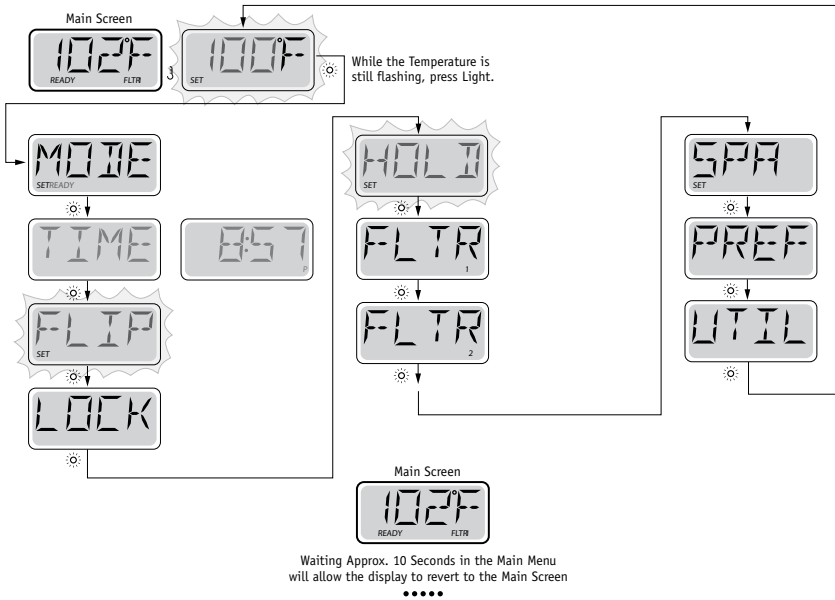 Main Screen
102°F
READY FLTR1
100°F
SET
While the Temperature is
still flashing, press Light.
MODE
SETREADY
TIME
8:57
P
FLIP
SET
LOCK
HOLD
SET
FLTR
1
FLTR
2
SPA
SET
PREF
UTIL
Main Screen
102°F
READY FLTR1
Waiting Approx. 10 Seconds in the Main Menu
will allow the display to revert to the Main Screen